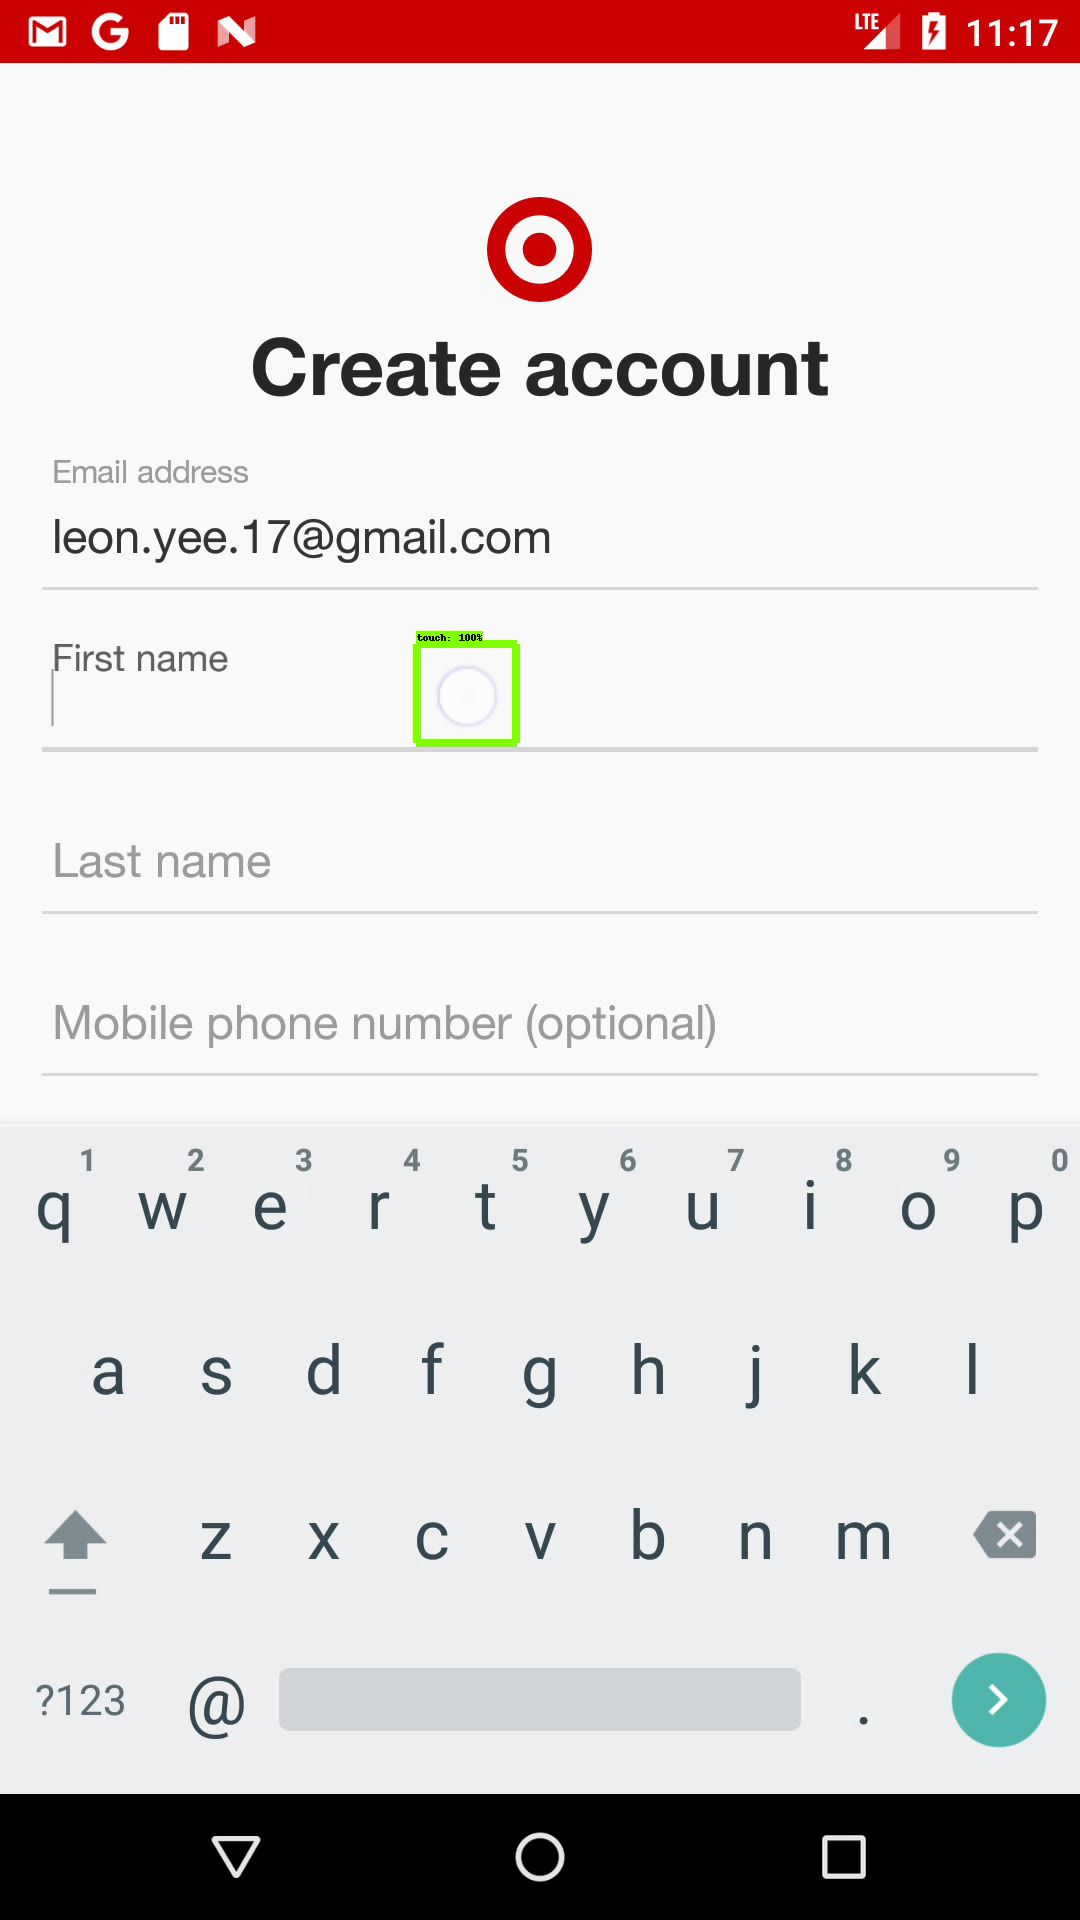 LTE 11:17
Create account
Email address
leon.yee.17@gmail.com
touch: 100%
First name
Last name
Mobile phone number (optional)
1 2 3 4 5 6 7 8 9 0
q w e r t y u i o p
a s d f g h j k l
z x c v b n m
?123 @ .